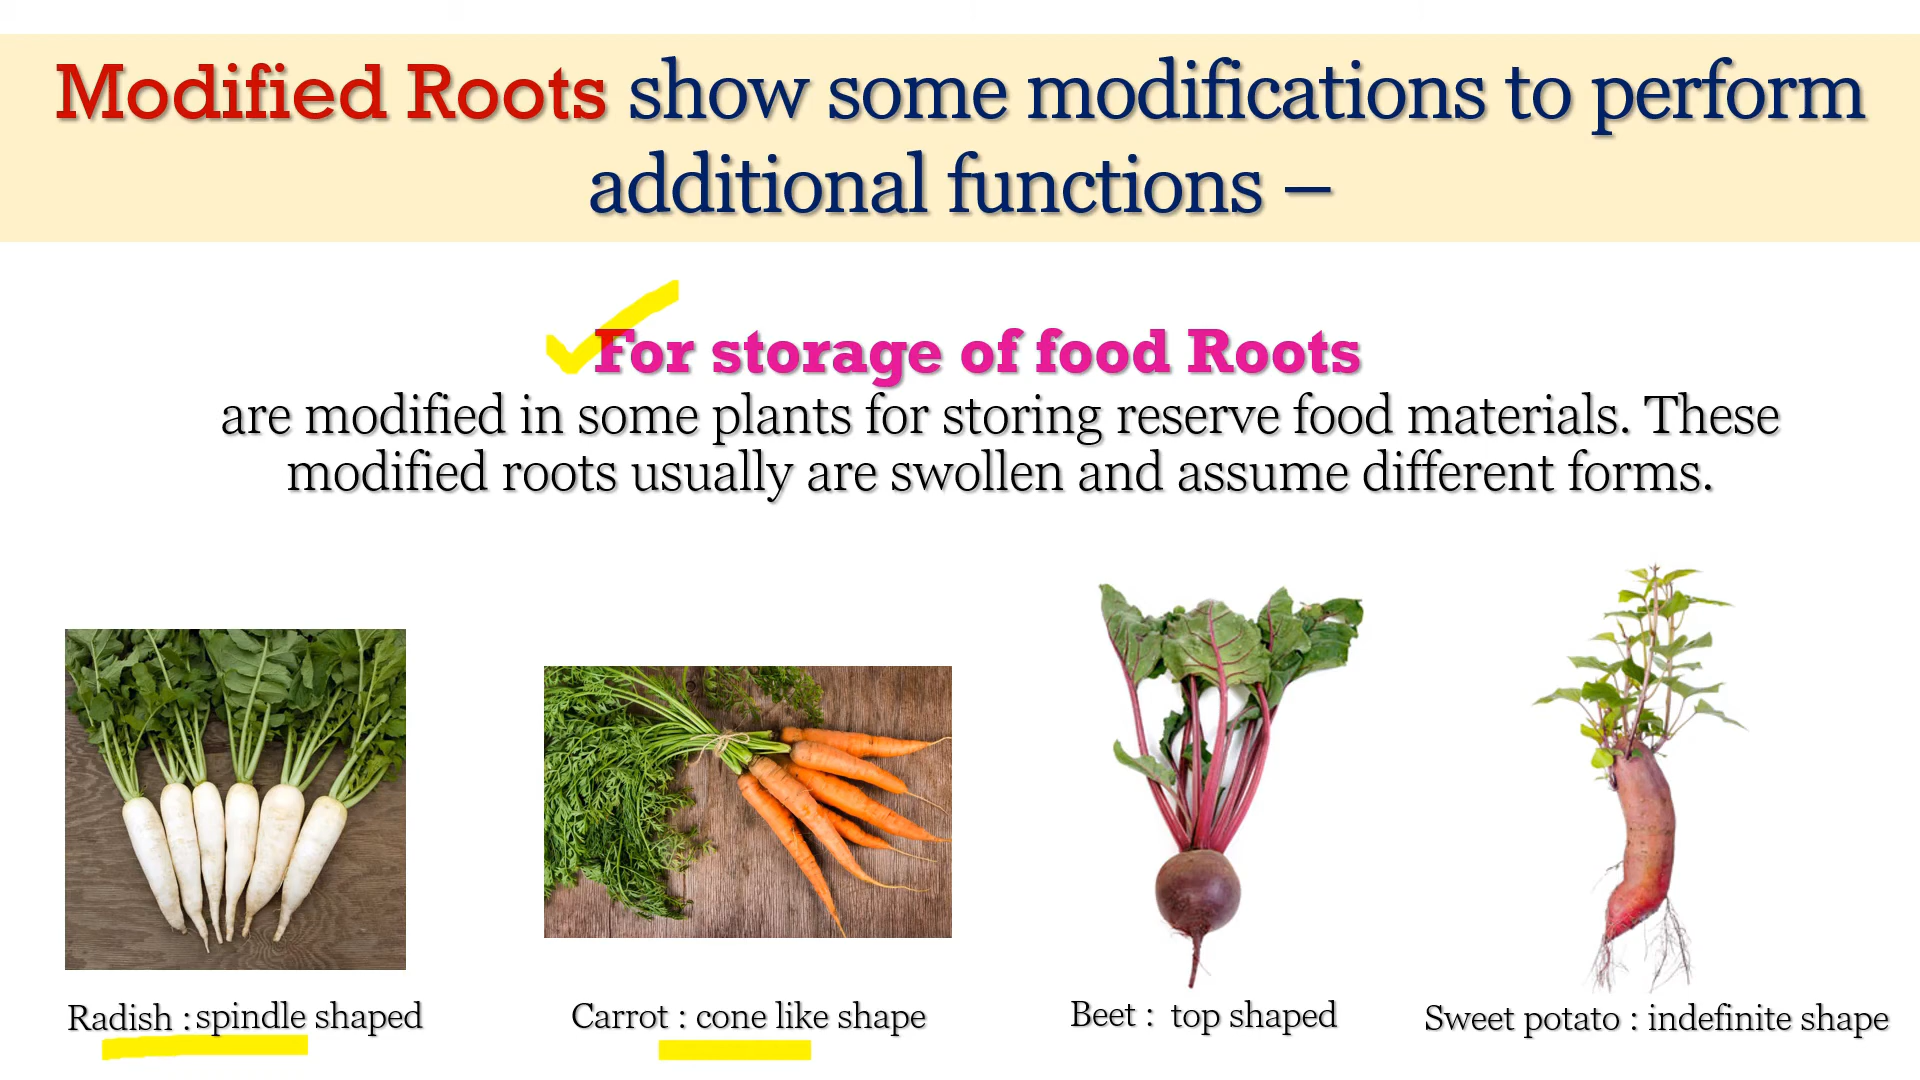 Modified Roots show some modifications to perform
additional functions –
For storage of food Roots
are modified in some plants for storing reserve food materials. These
modified roots usually are swollen and assume different forms.
Radish : spindle shaped
Carrot : cone like shape
Beet : top shaped
Sweet potato : indefinite shape